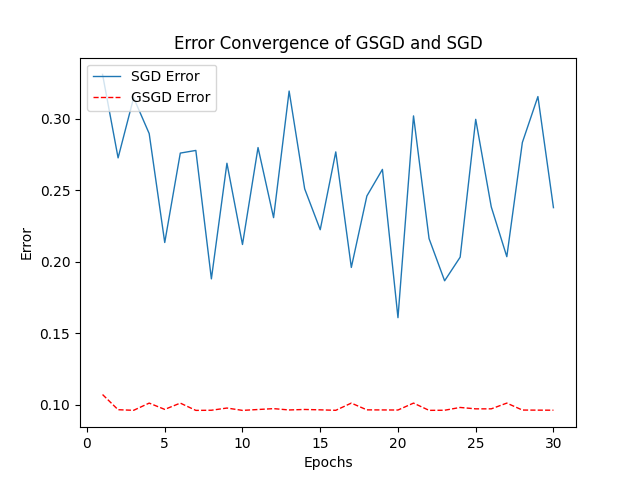 Error Convergence of GSGD and SGD
SGD Error
GSGD Error
0.30
0.25
0.20
0.15
0.10
Error
0 5 10 15 20 25 30
Epochs